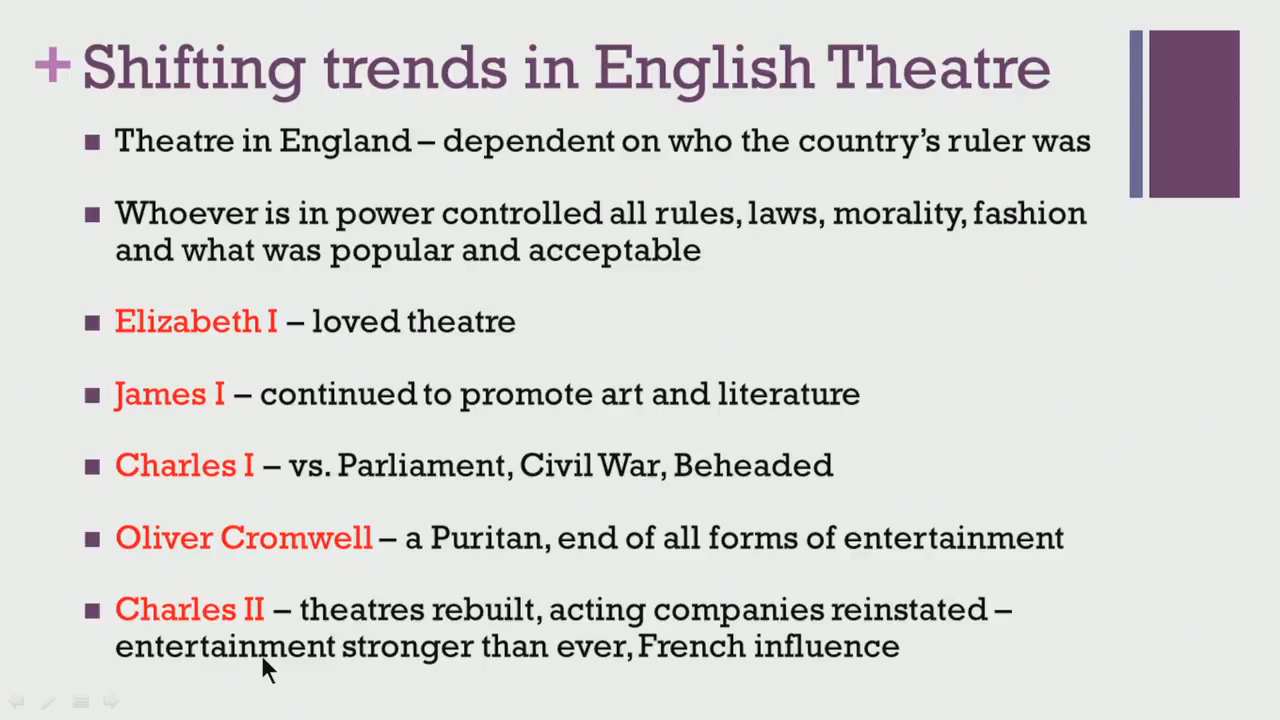 + Shifting trends in English Theatre
■ Theatre in England – dependent on who the country’s ruler was
■ Whoever is in power controlled all rules, laws, morality, fashion
and what was popular and acceptable
■ Elizabeth I – loved theatre
■ James I – continued to promote art and literature
■ Charles I – vs. Parliament, Civil War, Beheaded
■ Oliver Cromwell – a Puritan, end of all forms of entertainment
■ Charles II – theatres rebuilt, acting companies reinstated –
entertainment stronger than ever, French influence